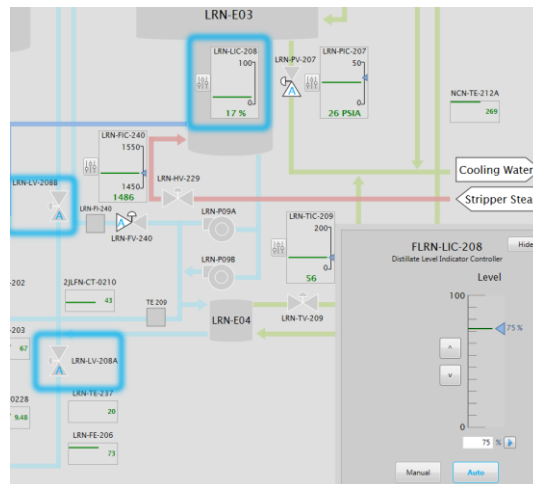 LRN-E03
LRN-LIC-208
100
0
17 %
LRN-PV-207
LRN-PIC-207
50
0
26 PSIA
NCN-TE-212A
269
LRN-FIC-240
1550
1450
1486
Cooling Water
LRN-LV-208B
A
LRN-HV-229
Stripper Stea
LRN-FI-240
A
LRN-FV-240
LRN-P09A
LRN-TIC-209
200
0
56
LRN-P09B
-202
2JLFN-CT-0210
43
TE 209
LRN-E04
LRN-TV-209
-203
67
LRN-LV-208A
A
LRN-TE-237
20
0228
9.48
LRN-FE-206
73
FLRN-LIC-208
Hide
Distillate Level Indicator Controller
Level
100
75 %
0
75 %
Manual
Auto